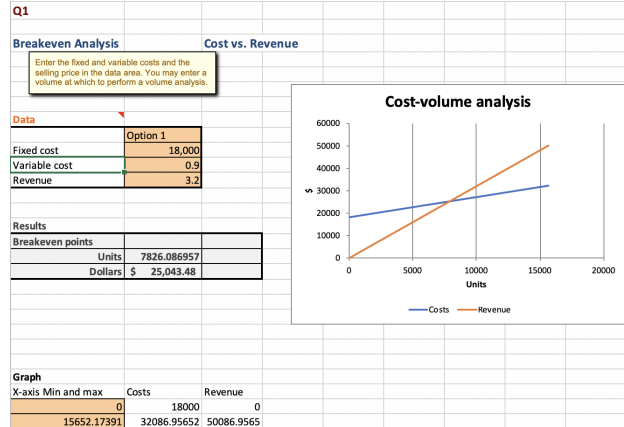 Q1
Breakeven Analysis Cost vs. Revenue
Enter the fixed and variable costs and the
selling price in the data area. You may enter a
volume at which to perform a volume analysis.
Data
Option 1
Fixed cost 18,000
Variable cost 0.9
Revenue 3.2
Results
Breakeven points
Units 7826.086957
Dollars $ 25,043.48
Cost-volume analysis
60000
50000
40000
30000
20000
10000
0
$
0 5000 10000 15000 20000
Units
Costs Revenue
Graph
X-axis Min and max Costs Revenue
0 18000 0
15652.17391 32086.95652 50086.9565